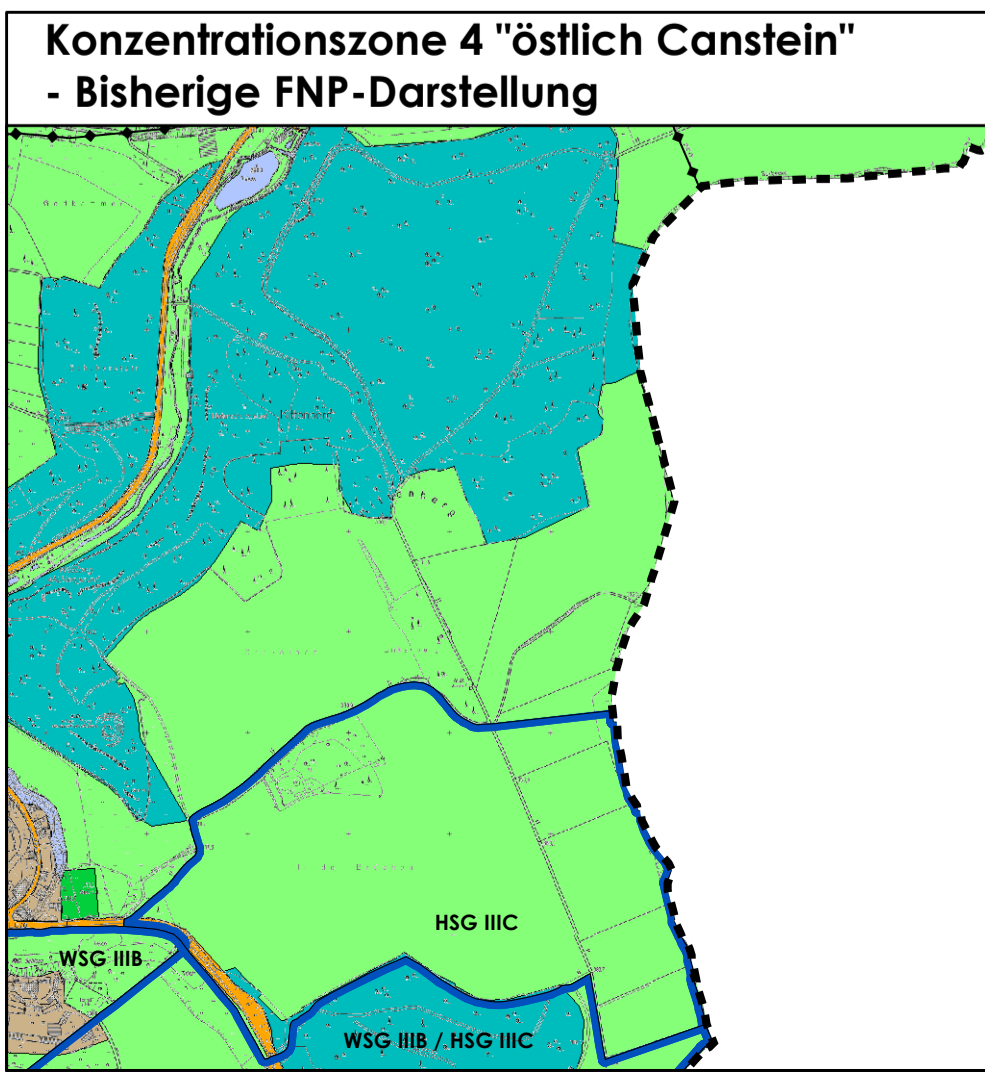 Konzentrationszone 4 "östlich Canstein"
- Bisherige FNP-Darstellung
HSG IIIC
WSG IIIB
WSG IIIB / HSG IIIC